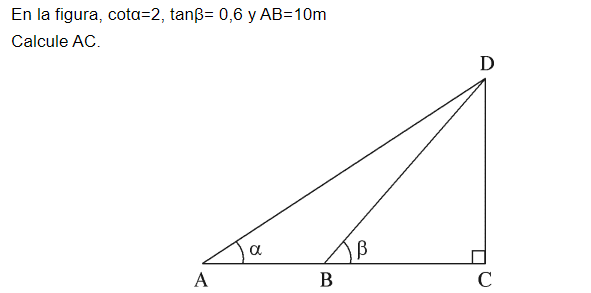 En la figura, cotα=2, tanβ= 0,6 y AB=10m
Calcule AC.
D
α
β
A
B
C